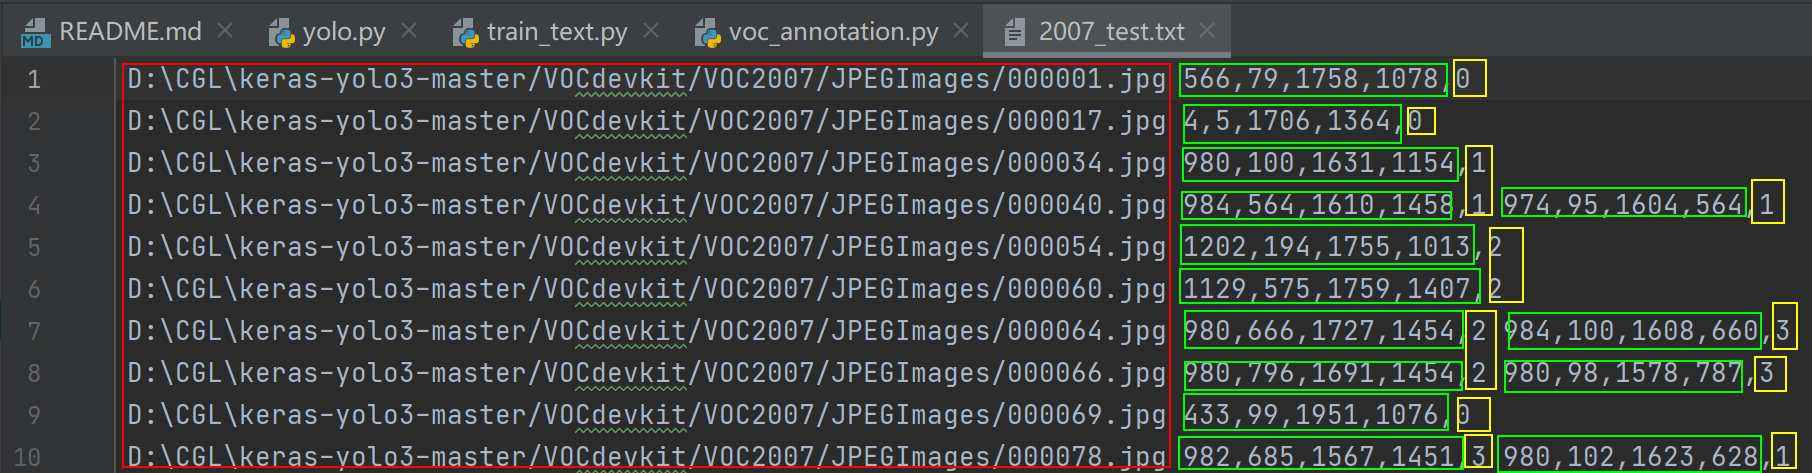 README.md yolo.py train_text.py voc_annotation.py 2007_test.txt
1 D:\CGL\keras-yolo3-master/VOCdevkit/VOC2007/JPEGImages/000001.jpg 566,79,1758,1078,0
2 D:\CGL\keras-yolo3-master/VOCdevkit/VOC2007/JPEGImages/000017.jpg 4,5,1706,1364,0
3 D:\CGL\keras-yolo3-master/VOCdevkit/VOC2007/JPEGImages/000034.jpg 980,100,1631,1154,1
4 D:\CGL\keras-yolo3-master/VOCdevkit/VOC2007/JPEGImages/000040.jpg 984,564,1610,1458,1 974,95,1604,564,1
5 D:\CGL\keras-yolo3-master/VOCdevkit/VOC2007/JPEGImages/000054.jpg 1202,194,1755,1013,2
6 D:\CGL\keras-yolo3-master/VOCdevkit/VOC2007/JPEGImages/000060.jpg 1129,575,1759,1407,2
7 D:\CGL\keras-yolo3-master/VOCdevkit/VOC2007/JPEGImages/000064.jpg 980,666,1727,1454,2 984,100,1608,660,3
8 D:\CGL\keras-yolo3-master/VOCdevkit/VOC2007/JPEGImages/000066.jpg 980,796,1691,1454,2 980,98,1578,787,3
9 D:\CGL\keras-yolo3-master/VOCdevkit/VOC2007/JPEGImages/000069.jpg 433,99,1951,1076,0
10 D:\CGL\keras-yolo3-master/VOCdevkit/VOC2007/JPEGImages/000078.jpg 982,685,1567,1451,3 980,102,1623,628,1